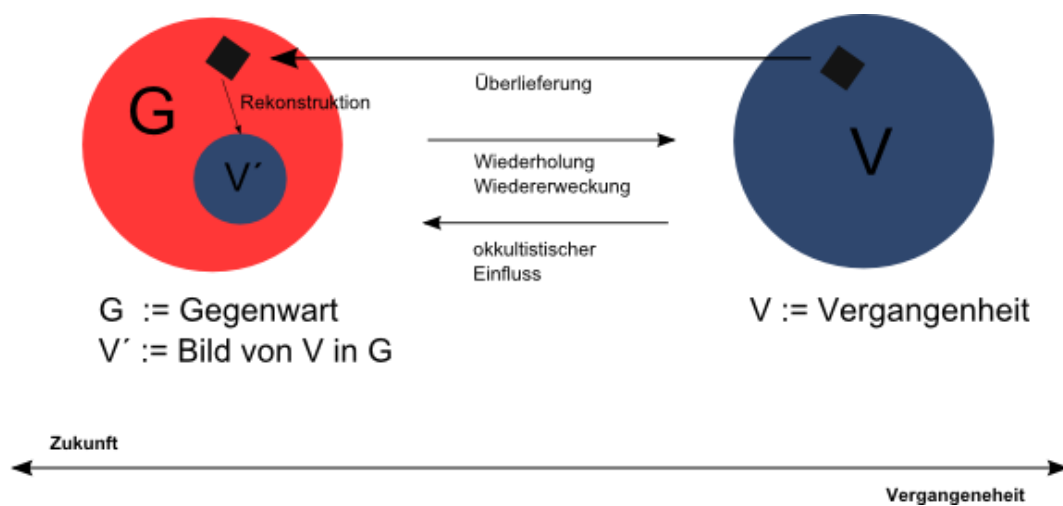 G
Rekonstruktion
V´
Überlieferung
V
Wiederholung
Wiedererweckung
okkultistischer
Einfluss
G := Gegenwart
V´ := Bild von V in G
V := Vergangenheit
Zukunft
Vergangeneheit